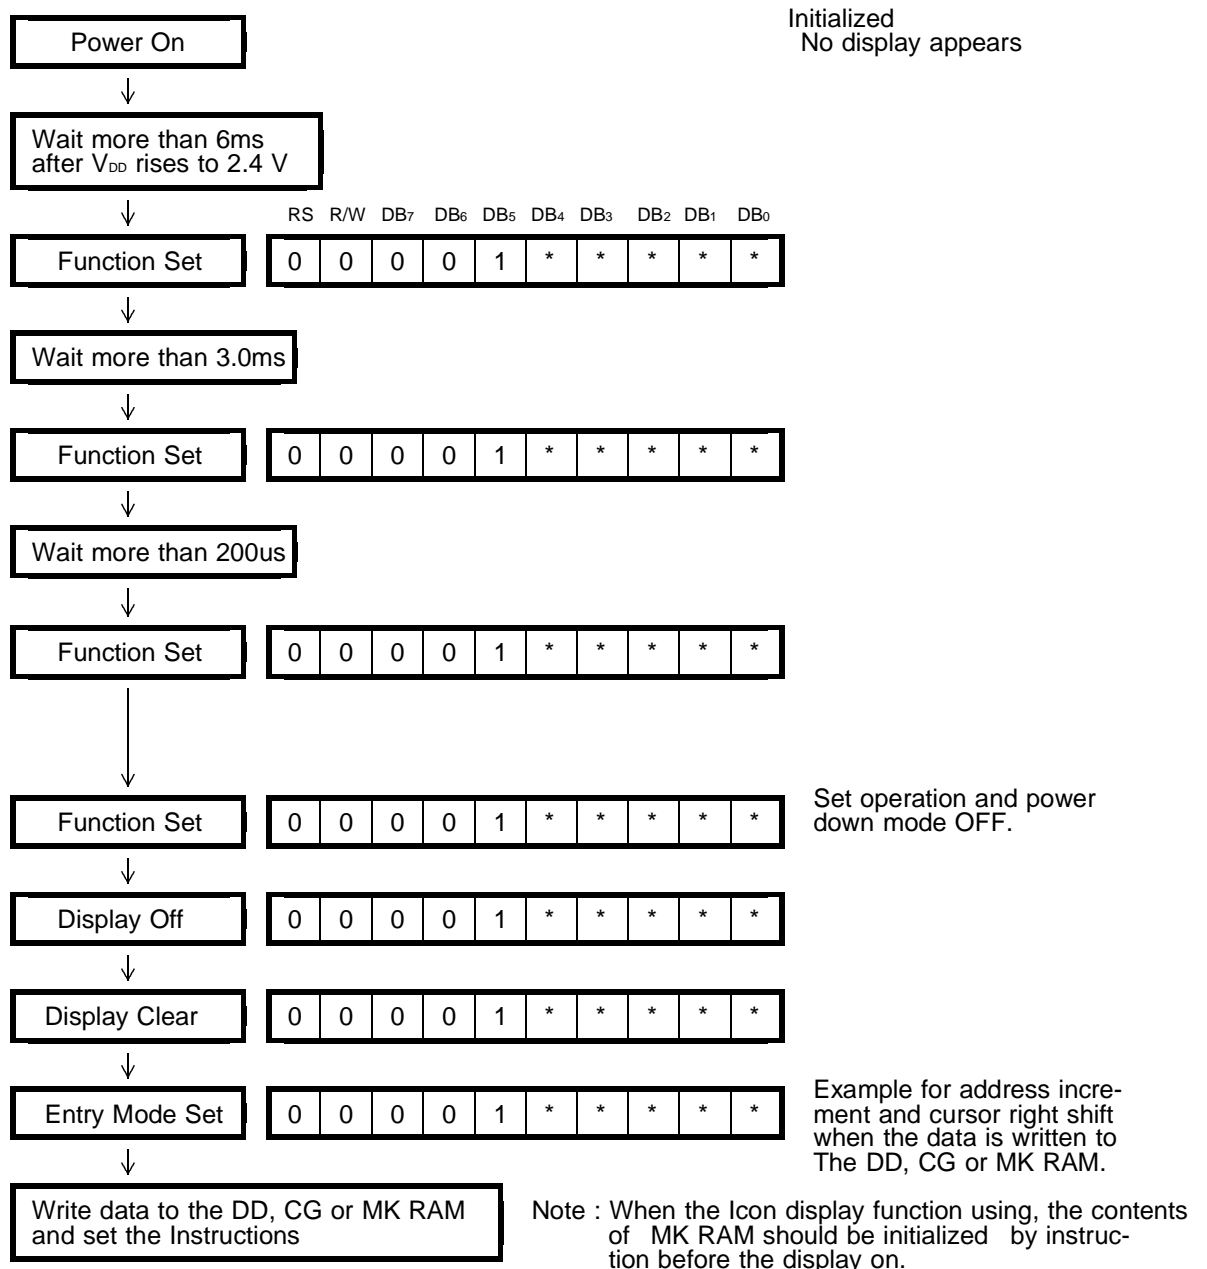 Initialized
Power On
No display appears
Wait more than 6ms
after VDD rises to 2.4 V
RS R/W DB7 DB6 DB5 DB4 DB3 DB2 DB1 DB0
Function Set 0 0 0 0 1 * * * * *
Wait more than 3.0ms
Function Set 0 0 0 0 1 * * * * *
Wait more than 200us
Function Set 0 0 0 0 1 * * * * *
Function Set 0 0 0 0 1 * * * * *
Set operation and power
down mode OFF.
Display Off 0 0 0 0 1 * * * * *
Display Clear 0 0 0 0 1 * * * * *
Entry Mode Set 0 0 0 0 1 * * * * *
Example for address incre-
ment and cursor right shift
when the data is written to
The DD, CG or MK RAM.
Write data to the DD, CG or MK RAM
and set the Instructions
Note : When the Icon display function using, the contents
of MK RAM should be initialized by instruc-
tion before the display on.